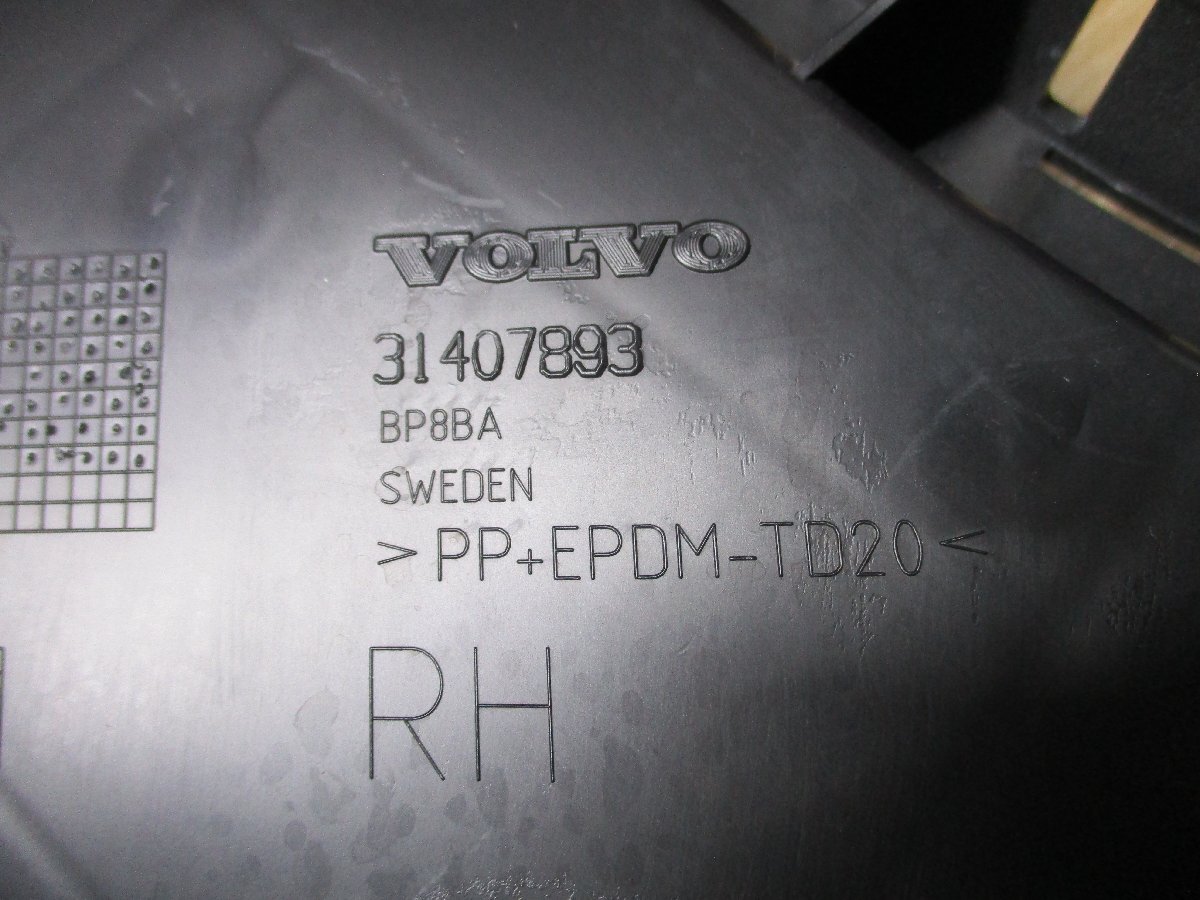 VOLVO
31407893
BP8BA
SWEDEN
>PP+EPDM-TD20<
RH